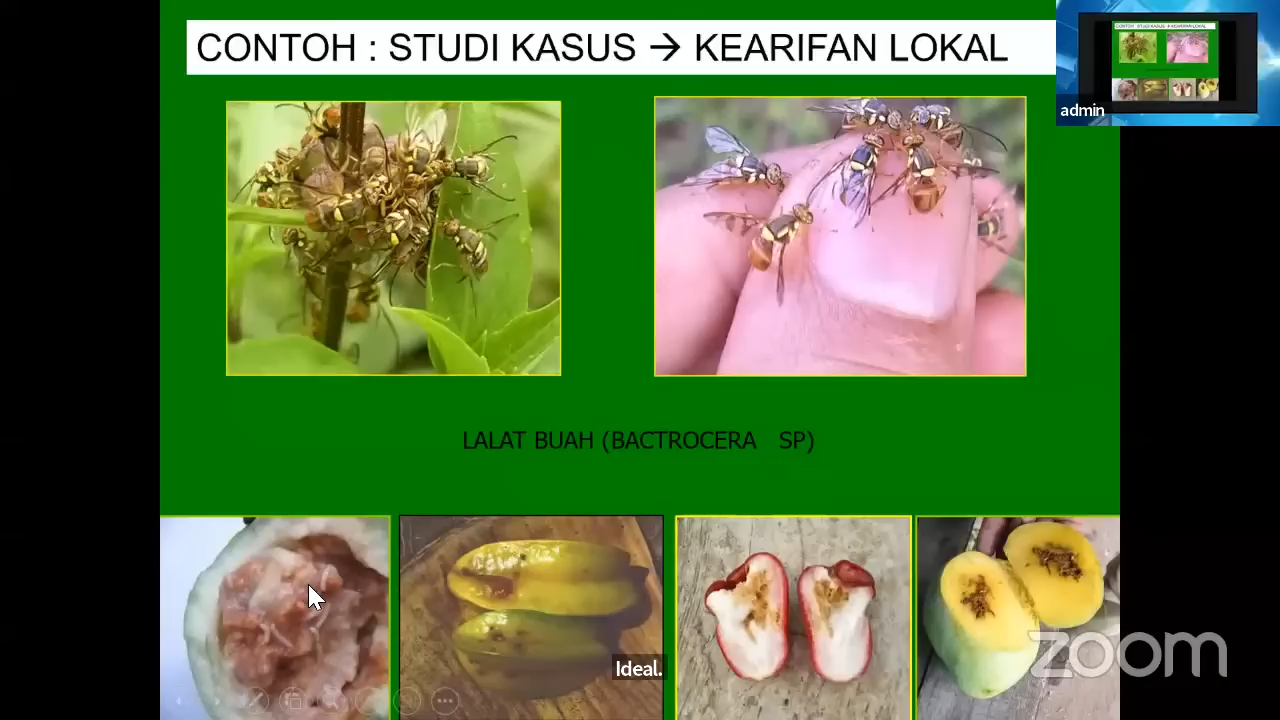 CONTOH : STUDI KASUS → KEARIFAN LOKAL
admin
LALAT BUAH (BACTROCERA SP)
Ideal.
zoom